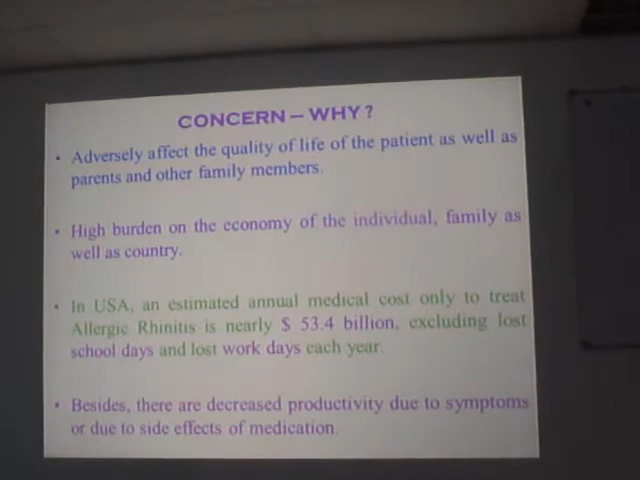 CONCERN – WHY?
• Adversely affect the quality of life of the patient as well as
parents and other family members.
• High burden on the economy of the individual, family as
well as country.
• In USA, an estimated annual medical cost only to treat
Allergic Rhinitis is nearly $ 53.4 billion, excluding lost
school days and lost work days each year.
• Besides, there are decreased productivity due to symptoms
or due to side effects of medication.